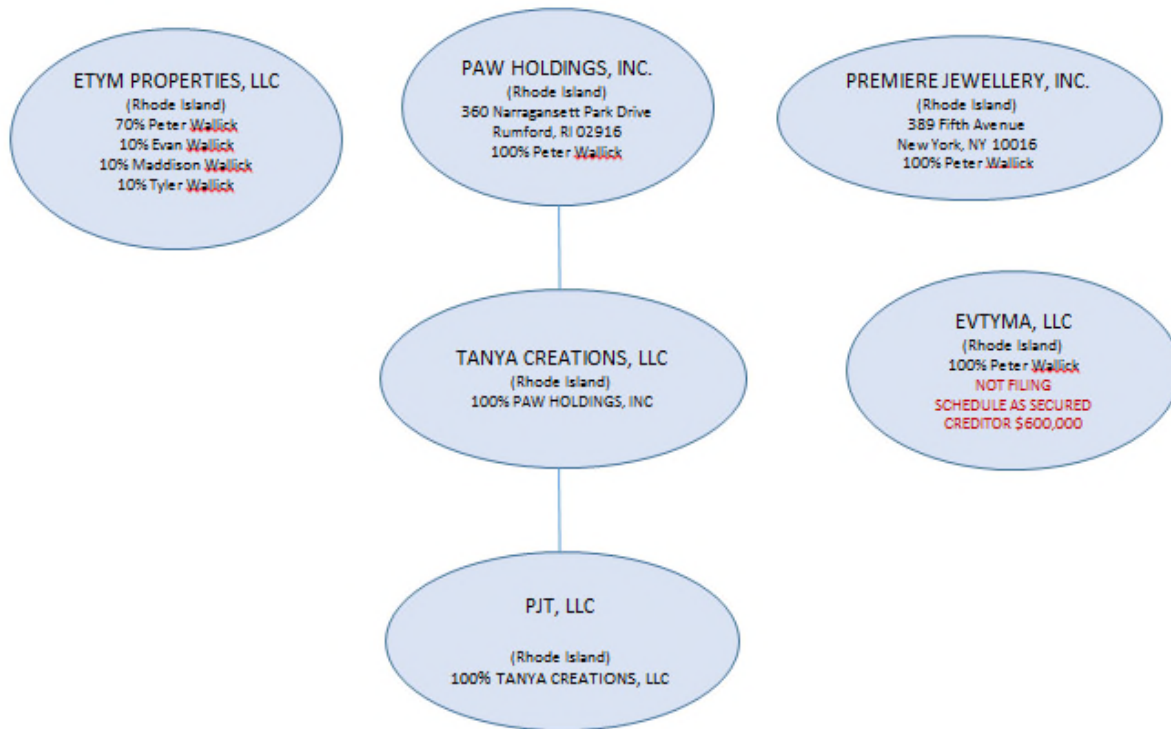 ETYM PROPERTIES, LLC
(Rhode Island)
70% Peter Wallick
10% Evan Wallick
10% Maddison Wallick
10% Tyler Wallick
PAW HOLDINGS, INC.
(Rhode Island)
360 Narragansett Park Drive
Rumford, RI 02916
100% Peter Wallick
PREMIERE JEWELLERY, INC.
(Rhode Island)
389 Fifth Avenue
New York, NY 10016
100% Peter Wallick
TANYA CREATIONS, LLC
(Rhode Island)
100% PAW HOLDINGS, INC
EVTYMA, LLC
(Rhode Island)
100% Peter Wallick
NOT FILING
SCHEDULE AS SECURED
CREDITOR $600,000
PJT, LLC
(Rhode Island)
100% TANYA CREATIONS, LLC